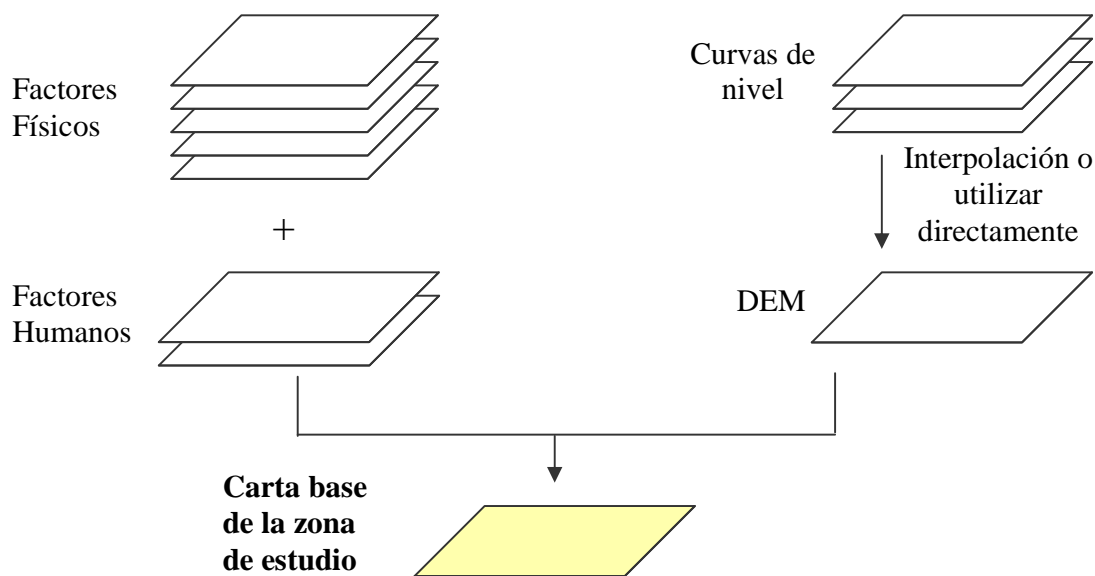 Factores
Físicos
+
Factores
Humanos
Curvas de
nivel
Interpolación o
utilizar
directamente
DEM
Carta base
de la zona
de estudio